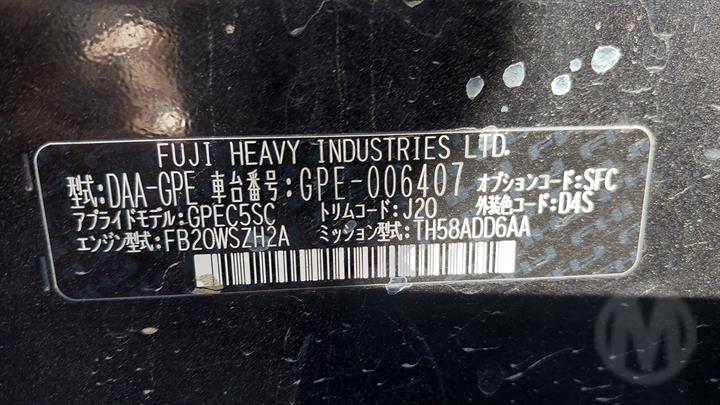 FUJI HEAVY INDUSTRIES LTD.
型式:DAA-GPE 車台番号:GPE-006407 オプションコード:SFC
アプライドモデル:GPEC5SC トリムコード:J20 外装色コード:D4S
エンジン型式:FB20WSZH2A ミッション型式:TH58ADD6AA
M